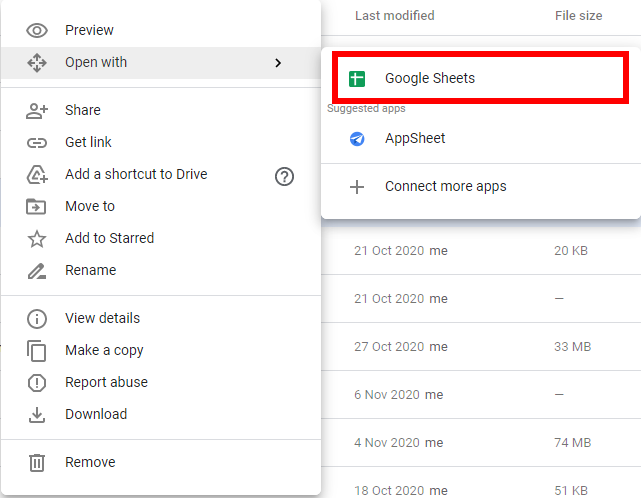 Last modified File size
Preview
Open with
Google Sheets
Suggested apps
AppSheet
Connect more apps
Share
Get link
Add a shortcut to Drive
Move to
Add to Starred
Rename
View details
Make a copy
Report abuse
Download
Remove
21 Oct 2020 me 20 KB
21 Oct 2020 me —
27 Oct 2020 me 33 MB
6 Nov 2020 me —
4 Nov 2020 me 74 MB
18 Oct 2020 me 51 KB